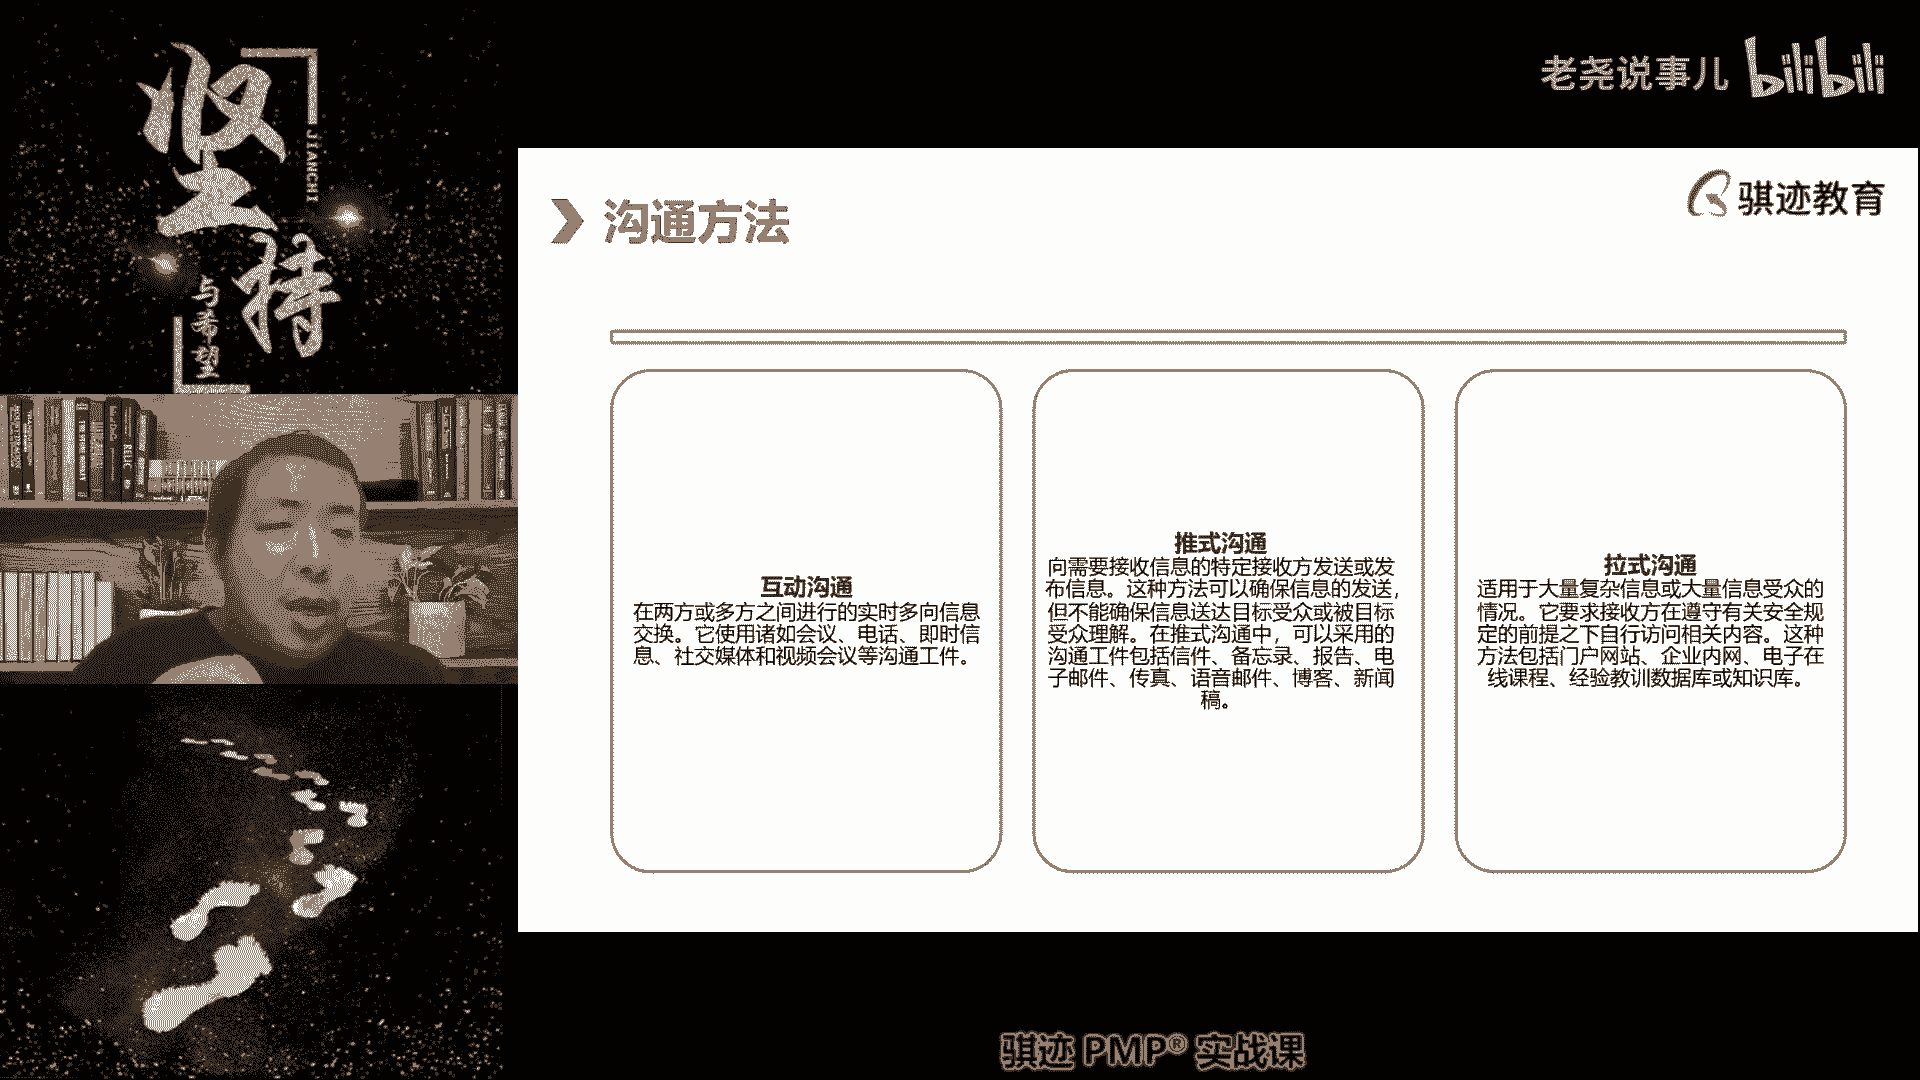 坚
持
JIANCHI
与
希
望
老尧说事儿 bilibili
骐迹教育
沟通方法
互动沟通
在两方或多方之间进行的实时多向信息
交换。它使用诸如会议、电话、即时信
息、社交媒体和视频会议等沟通工件。
推式沟通
向需要接收信息的特定接收方发送或发
布信息。这种方法可以确保信息的发送，
但不能确保信息送达目标受众或被目标
受众理解。在推式沟通中，可以采用的
沟通工件包括信件、备忘录、报告、电
子邮件、传真、语音邮件、博客、新闻
稿。
拉式沟通
适用于大量复杂信息或大量信息受众的
情况。它要求接收方在遵守有关安全规
定的前提之下自行访问相关内容。这种
方法包括门户网站、企业内网、电子在
线课程、经验教训数据库或知识库。
骐迹 PMP® 实战课